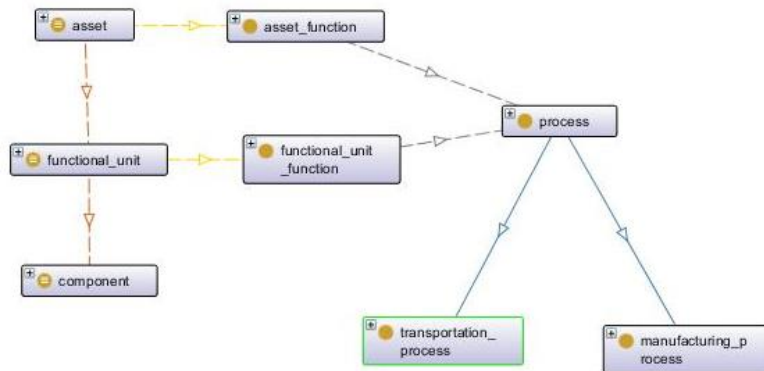 asset
asset_function
process
functional_unit
functional_unit
_function
component
transportation_
process
manufacturing_p
rocess